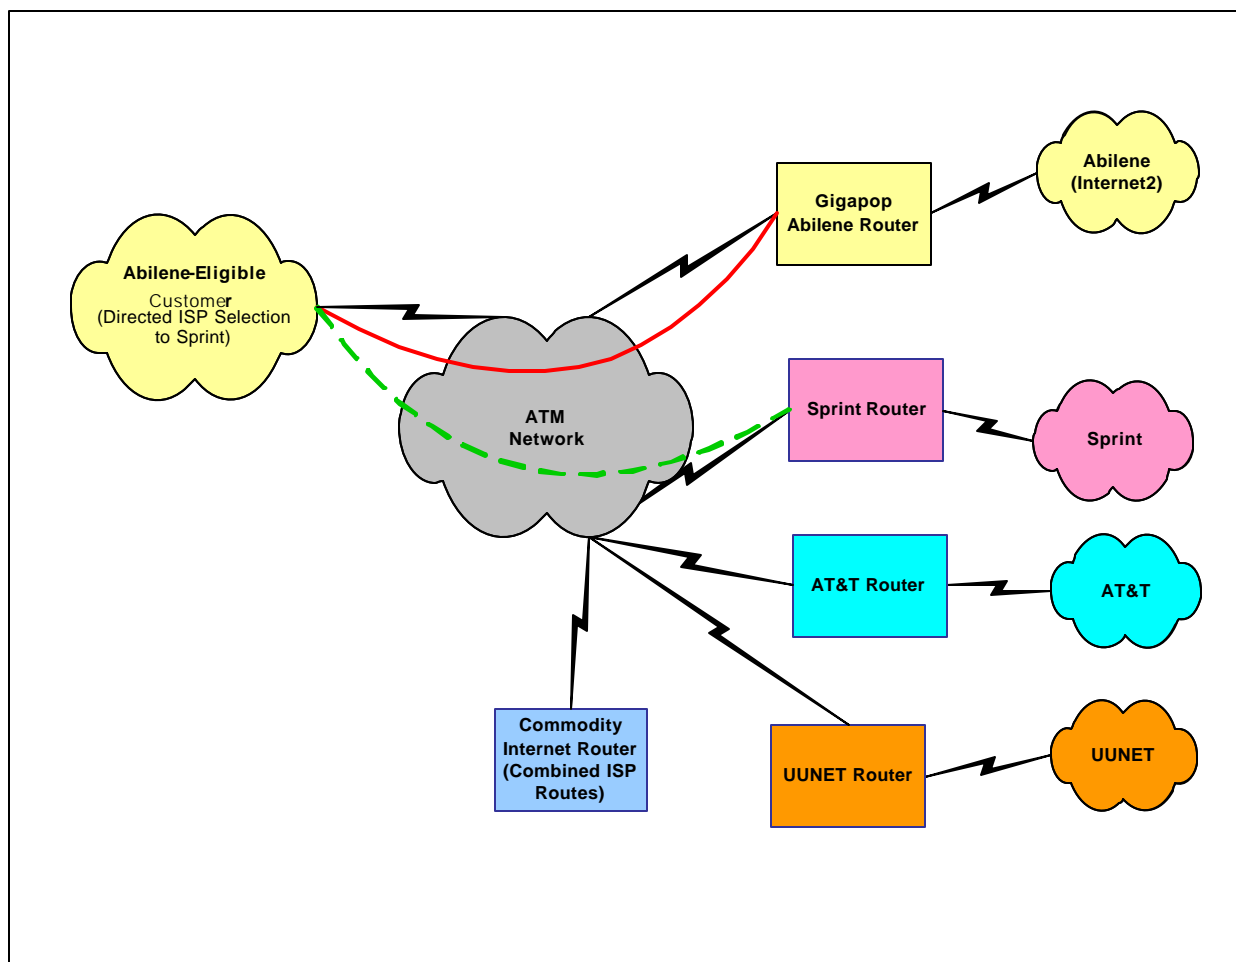 Abilene
(Internet2)
Gigapop
Abilene Router
Abilene-Eligible
Customer
(Directed ISP Selection
to Sprint)
ATM
Network
Sprint Router
Sprint
AT&T Router
AT&T
Commodity
Internet Router
(Combined ISP
Routes)
UUNET Router
UUNET